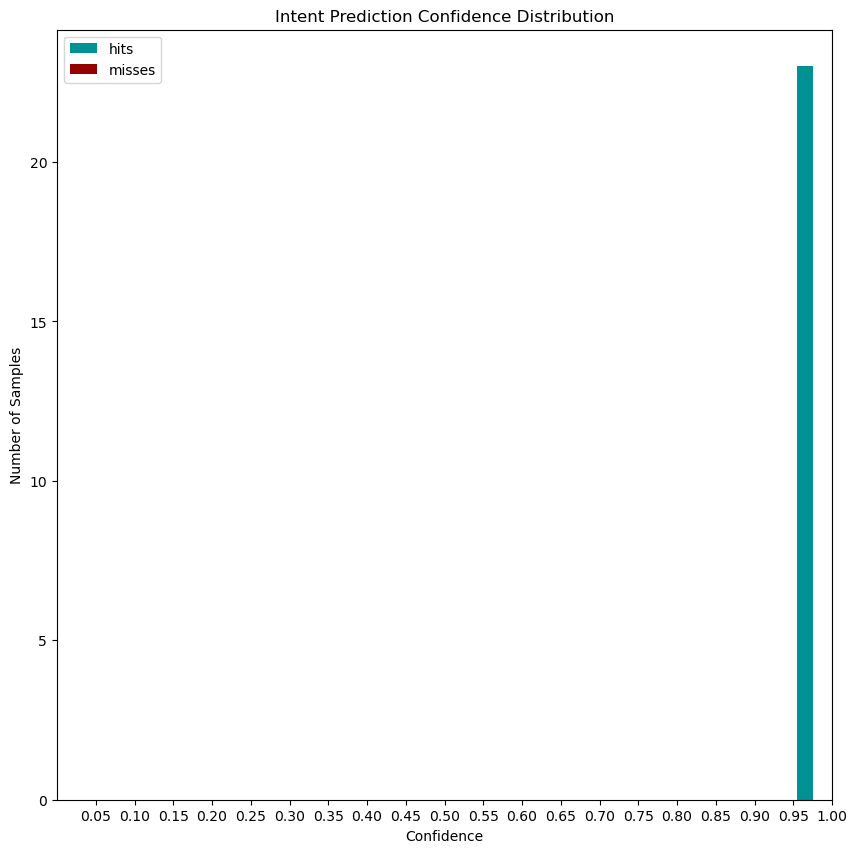 Intent Prediction Confidence Distribution
hits
misses
Number of Samples
20
15
10
5
0
0.05 0.10 0.15 0.20 0.25 0.30 0.35 0.40 0.45 0.50 0.55 0.60 0.65 0.70 0.75 0.80 0.85 0.90 0.95 1.00
Confidence